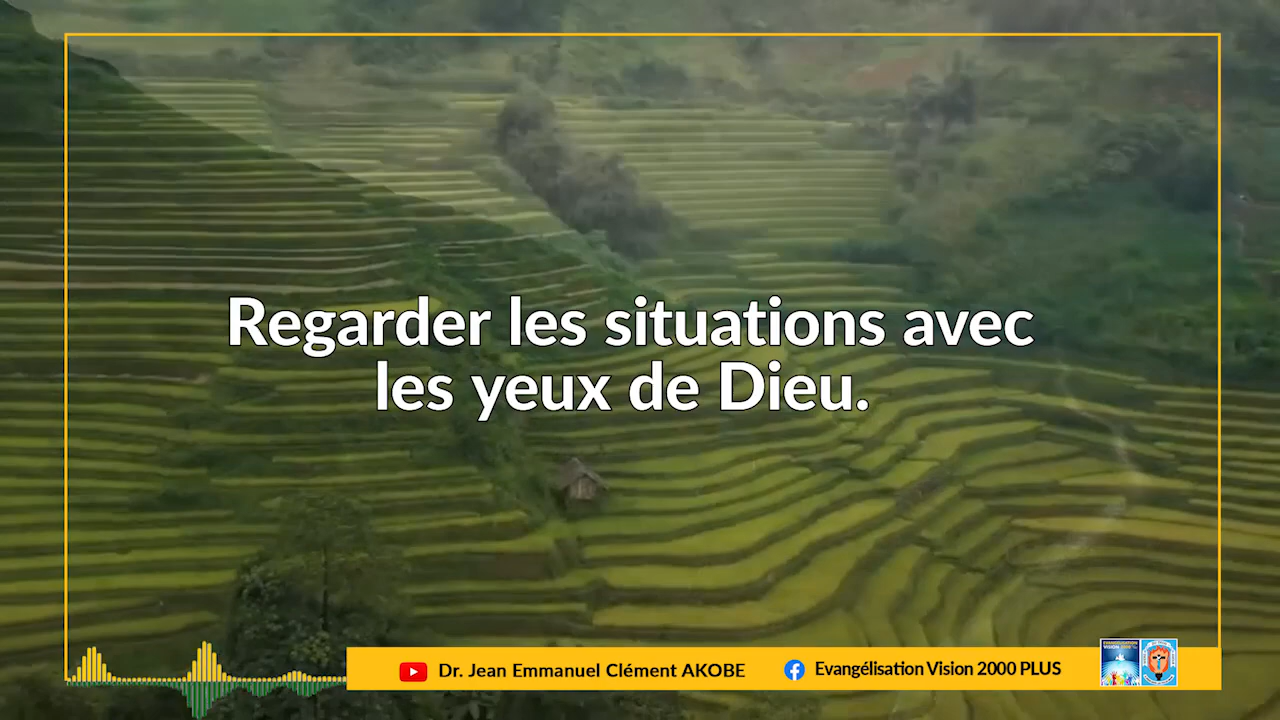 Regarder les situations avec
les yeux de Dieu.
Dr. Jean Emmanuel Clément AKOBE
Evangélisation Vision 2000 PLUS